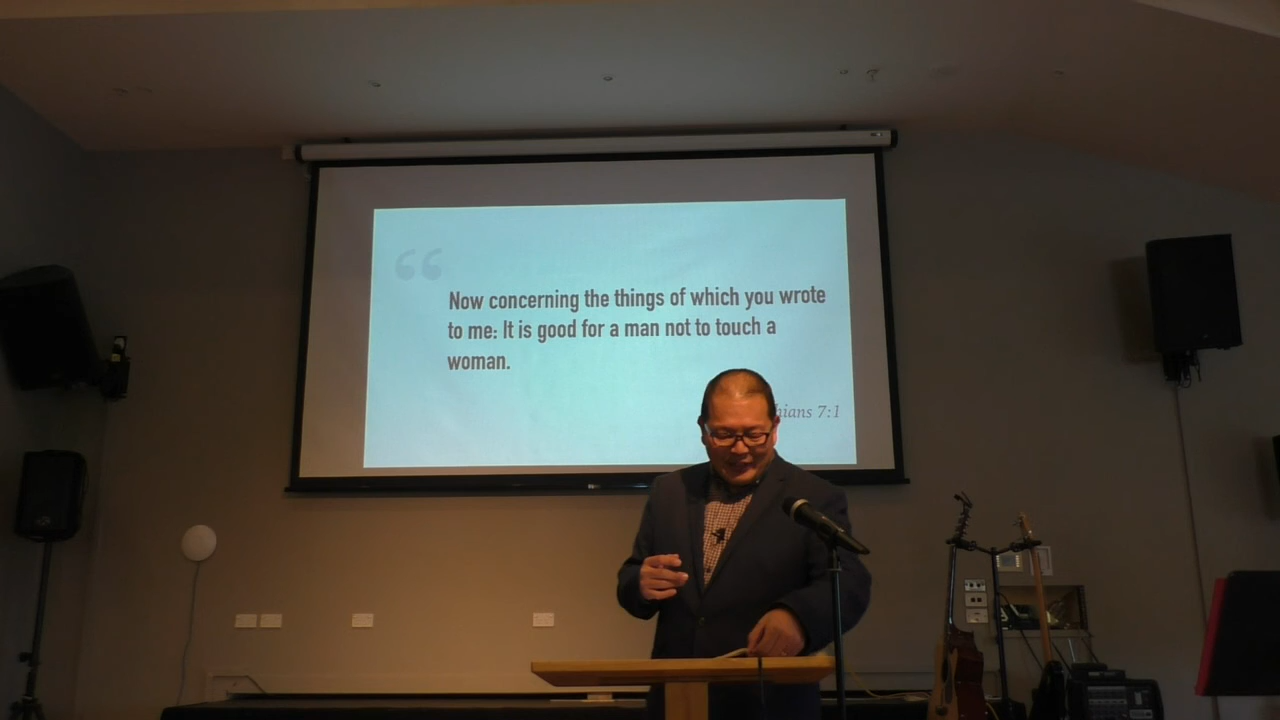 Now concerning the things of which you wrote
to me: It is good for a man not to touch a
woman.
7:1